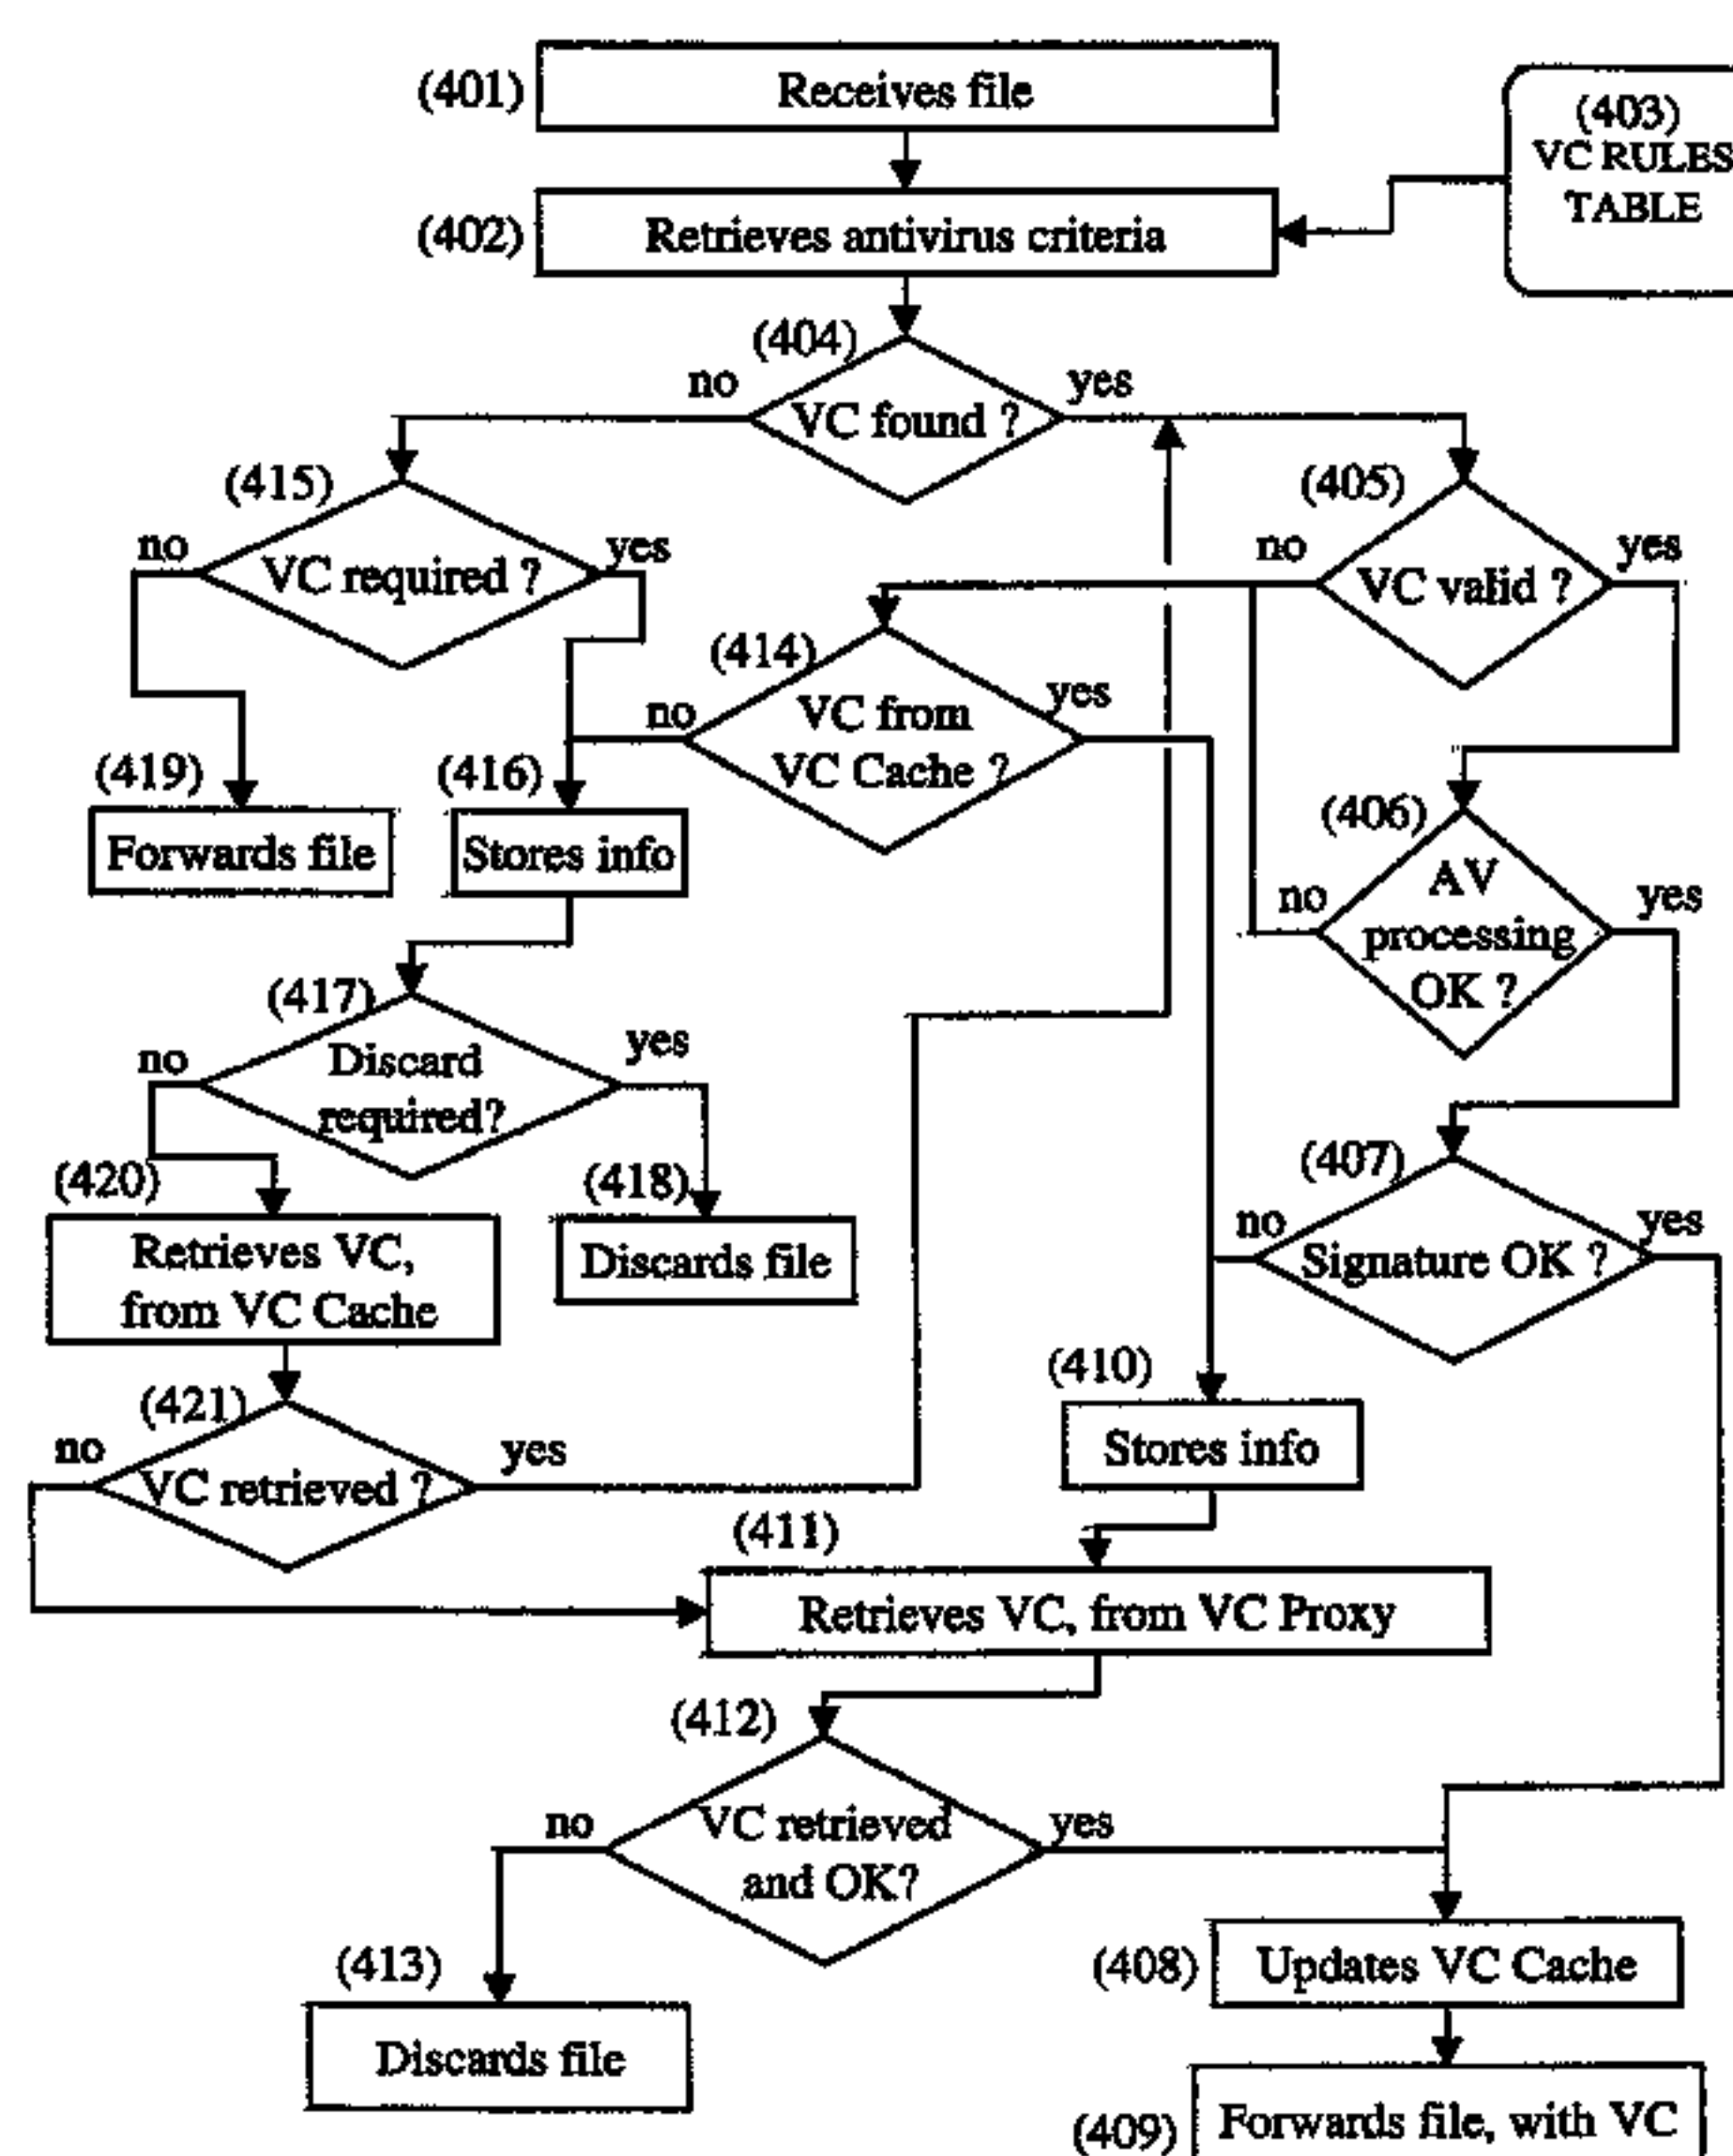 (401)
Receives file
(403)
VC RULES
TABLE
(402)
Retrieves antivirus criteria
(404)
no
yes
VC found ?
(415)
no
yes
VC required ?
(405)
no
yes
VC valid ?
(414)
no
yes
VC from
VC Cache ?
(419)
Forwards file
(416)
Stores info
(406)
no
yes
AV
processing
OK ?
(417)
no
yes
Discard
required?
(407)
no
yes
Signature OK ?
(420)
Retrieves VC,
from VC Cache
(418)
Discards file
(410)
Stores info
(421)
no
yes
VC retrieved ?
(411)
Retrieves VC, from VC Proxy
(412)
no
yes
VC retrieved
and OK?
(413)
Discards file
(408)
Updates VC Cache
(409)
Forwards file, with VC